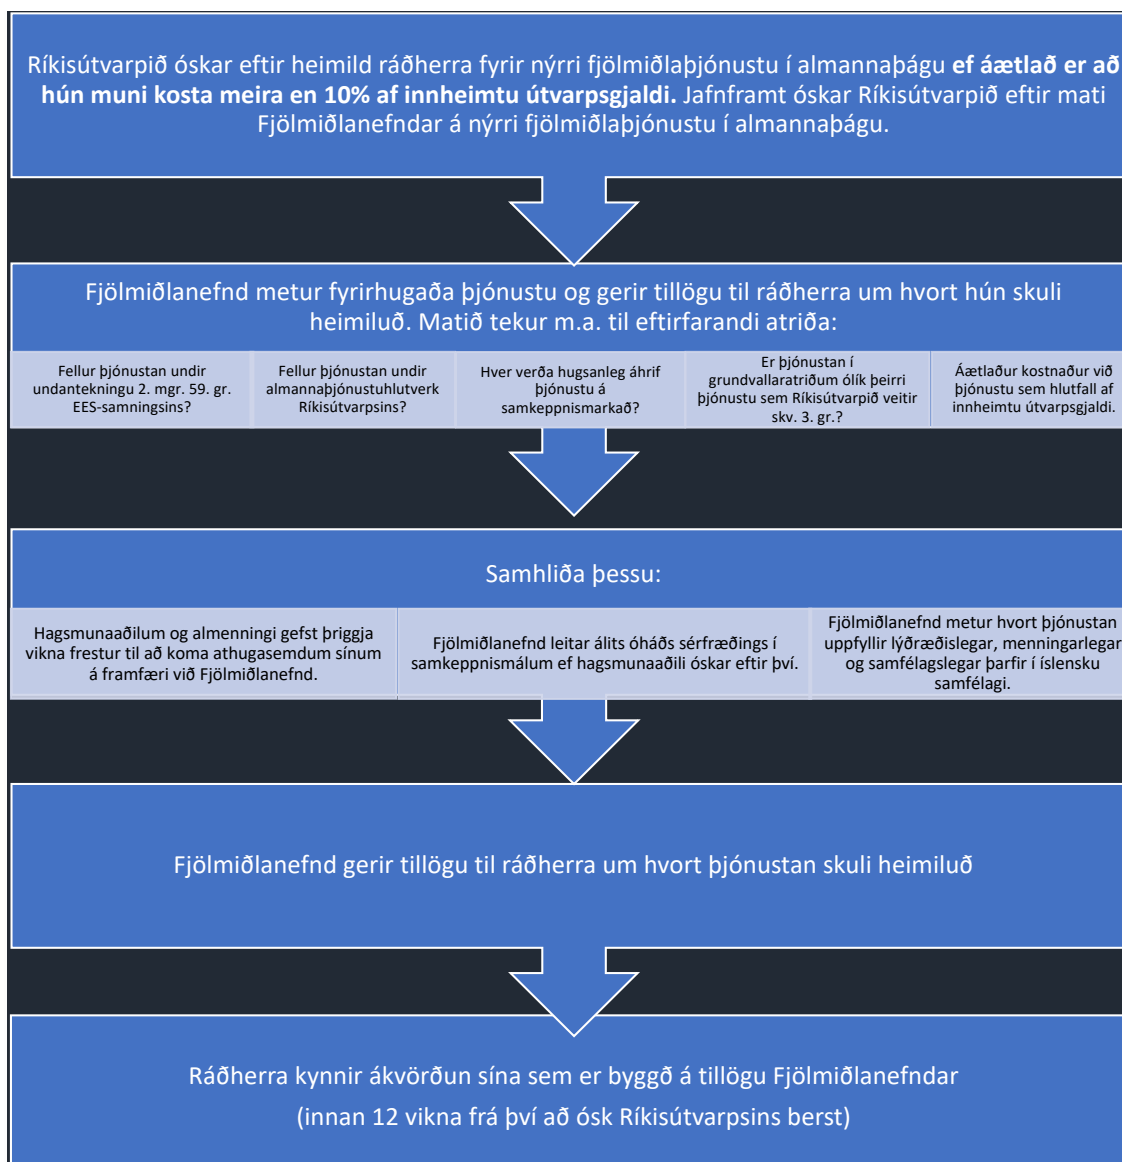 Ríkisútvarpið óskar eftir heimild ráðherra fyrir nýrri fjölmiðlaþjónustu í almannaþágu ef áætlað er að
hún muni kosta meira en 10% af innheimtu útvarpsgjaldi. Jafnframt óskar Ríkisútvarpið eftir mati
Fjölmiðlanefndar á nýrri fjölmiðlaþjónustu í almannaþágu.
Fjölmiðlanefnd metur fyrirhugaða þjónustu og gerir tillögu til ráðherra um hvort hún skuli
heimiluð. Matið tekur m.a. til eftirfarandi atriða:
Fellur þjónustan undir
undantekningu 2. mgr. 59. gr.
EES-samningsins?
Fellur þjónustan undir
almannaþjónustuhlutverk
Ríkisútvarpsins?
Hver verða hugsanleg áhrif
þjónustu á
samkeppnismarkað?
Er þjónustan í
grundvallaratriðum ólík þeirri
þjónustu sem Ríkisútvarpið veitir
skv. 3. gr.?
Áætlaður kostnaður við
þjónustu sem hlutfall af
innheimtu útvarpsgjaldi.
Samhliða þessu:
Hagsmunaaðilum og almenningi gefst þriggja
vikna frestur til að koma athugasemdum sínum
á framfæri við Fjölmiðlanefnd.
Fjölmiðlanefnd leitar álits óháðs sérfræðings í
samkeppnismálum ef hagsmunaaðili óskar eftir því.
Fjölmiðlanefnd metur hvort þjónustan
uppfyllir lýðræðislegar, menningarlegar
og samfélagslegar þarfir í íslensku
samfélagi.
Fjölmiðlanefnd gerir tillögu til ráðherra um hvort þjónustan skuli heimiluð
Ráðherra kynnir ákvörðun sína sem er byggð á tillögu Fjölmiðlanefndar
(innan 12 vikna frá því að ósk Ríkisútvarpsins berst)